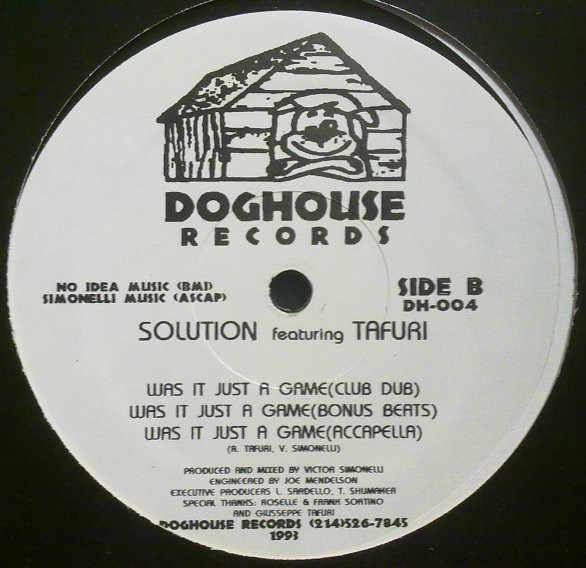 DOGHOUSE
RECORDS
NO IDEA MUSIC (BMI)
SIMONELLI MUSIC (ASCAP)
SIDE B
DH-004
SOLUTION featuring TAFURI
WAS IT JUST A GAME(CLUB DUB)
WAS IT JUST A GAME(BONUS BEATS)
WAS IT JUST A GAME(ACCAPELLA)
(A. TAFURI, V. SIMONELLI)
PRODUCED AND MIXED BY VICTOR SIMONELLI
ENGINEERED BY JOE MENDELSON
EXECUTIVE PRODUCERS L. SARDELLO, T. SHUMAKER
SPECIAL THANKS: ROSELLE & FRANK SORTINO
AND GIUSSEPPE TAFURI
DOGHOUSE RECORDS (214)526-7845
1993